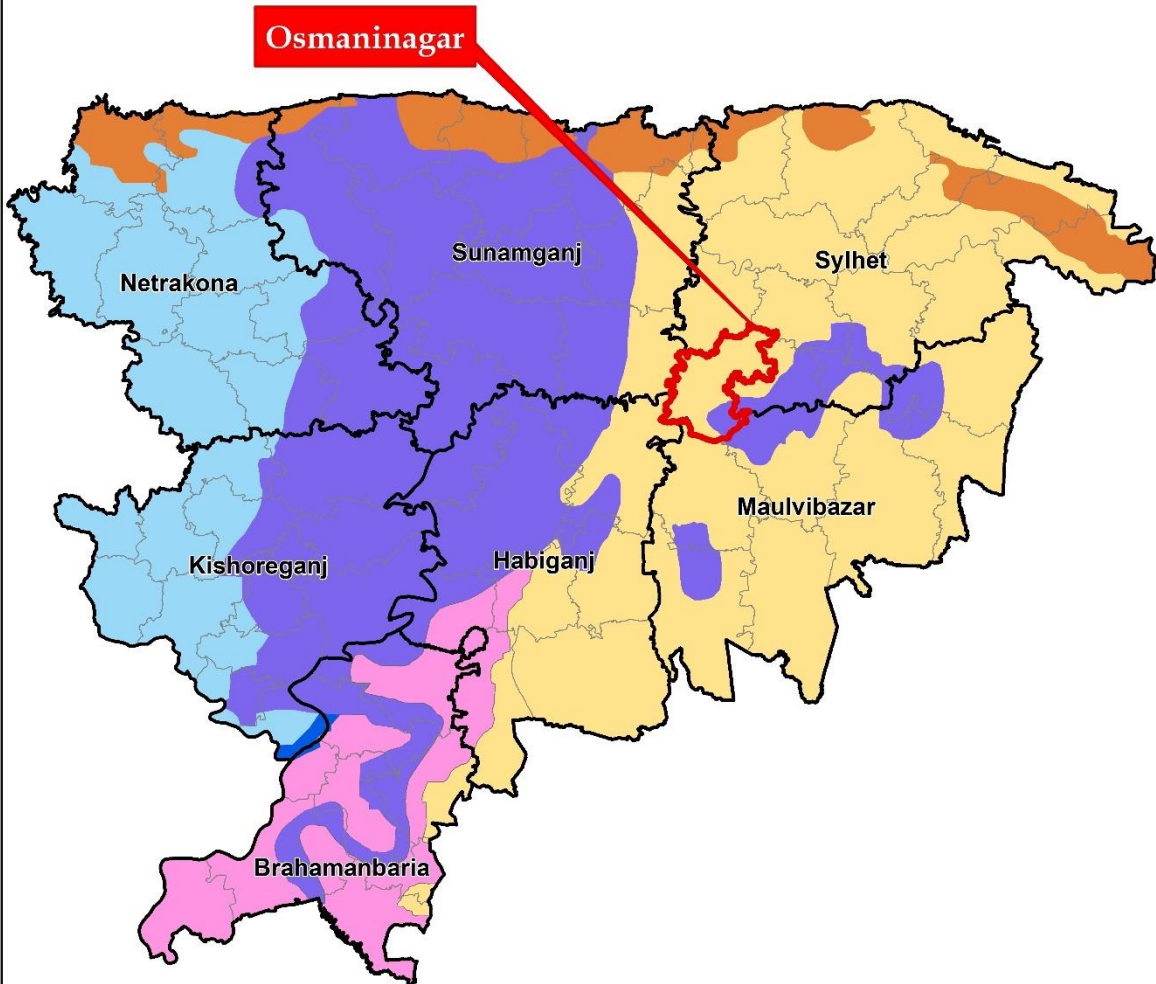 Osmaninagar
Sunamganj
Sylhet
Netrakona
Maulvibazar
Habiganj
Kishoreganj
Brahamanbaria